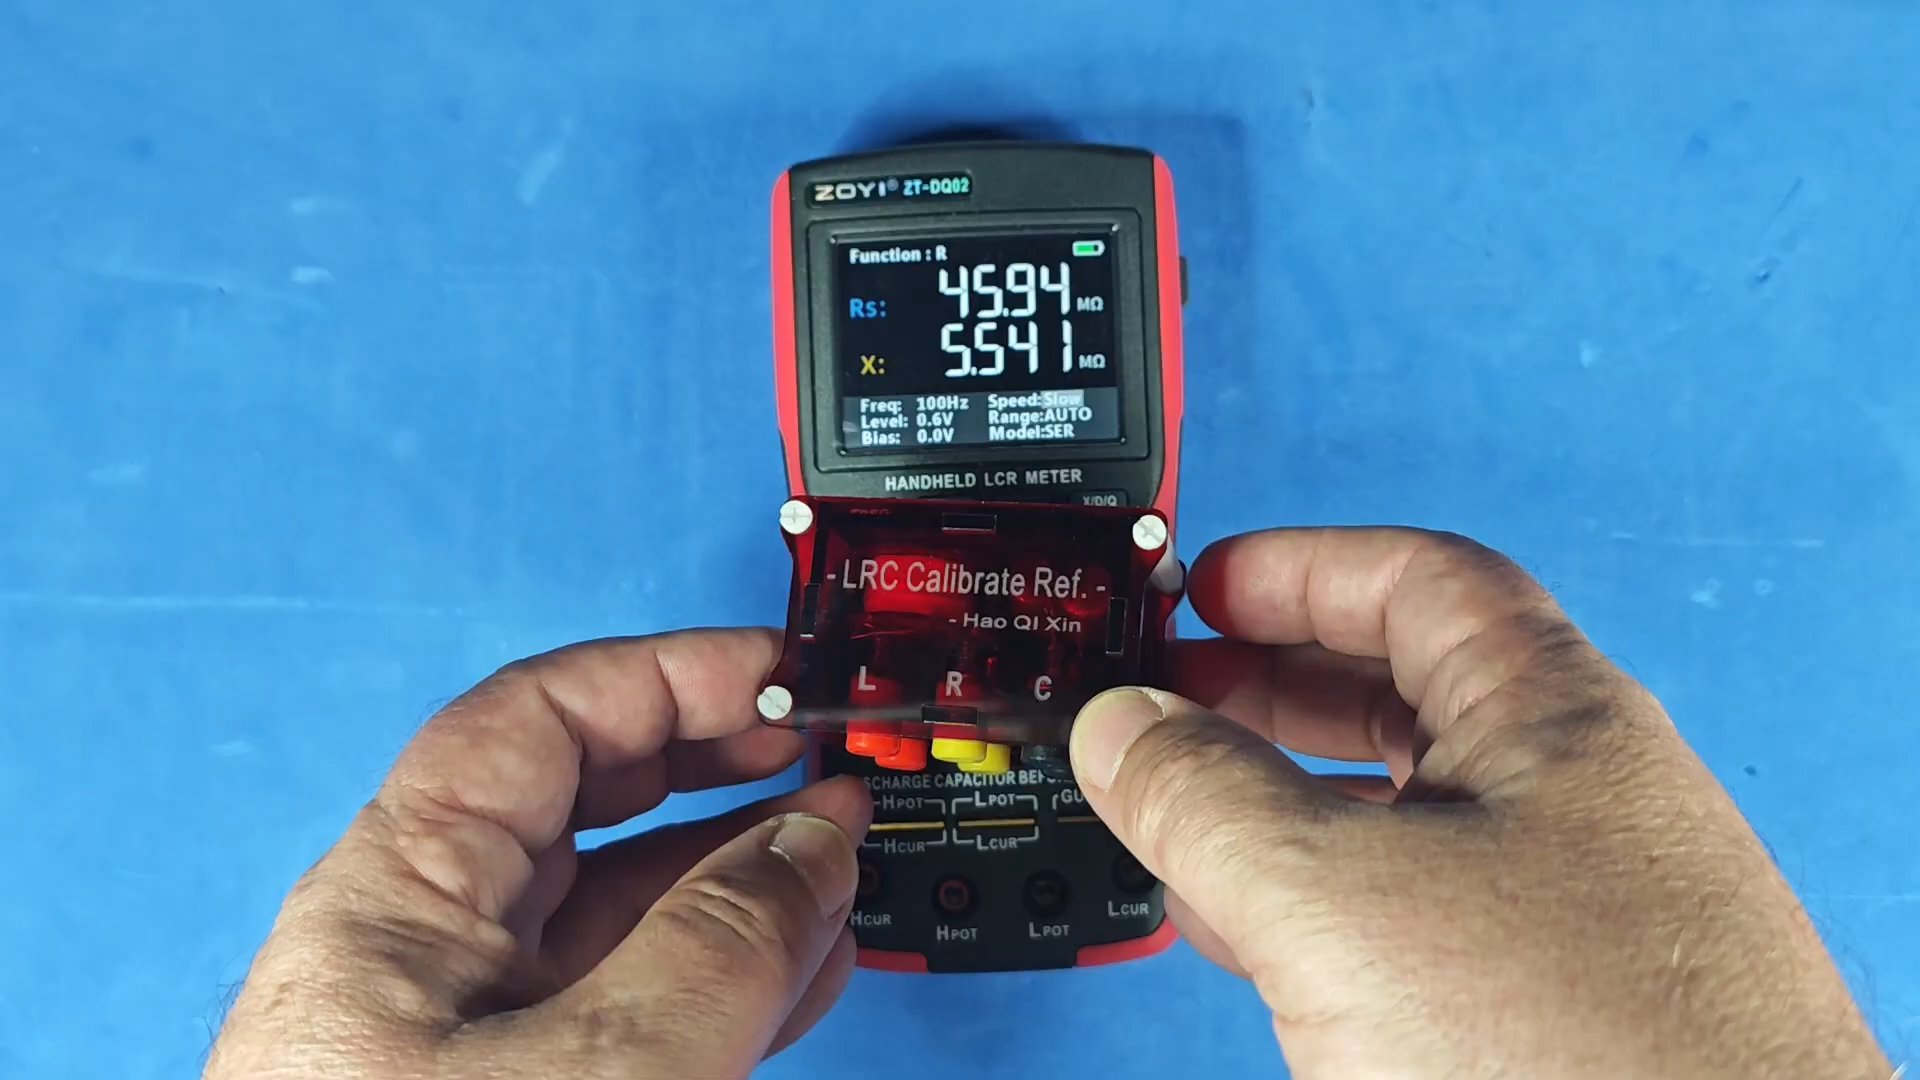 ZOYI® ZT-DQ02
Function : R
Rs: 45.94 MΩ
X: 5.541 MΩ
Freq: 100Hz Speed:Slow
Level: 0.6V Range:AUTO
Bias: 0.0V Model:SER
HANDHELD LCR METER
X/D/Q
FREQ
- LRC Calibrate Ref. -
- Hao QI Xin
L R C
SCHARGE CAPACITOR BEFO
HPOT LPOT GU
HCUR LCUR
HCUR HPOT LPOT LCUR